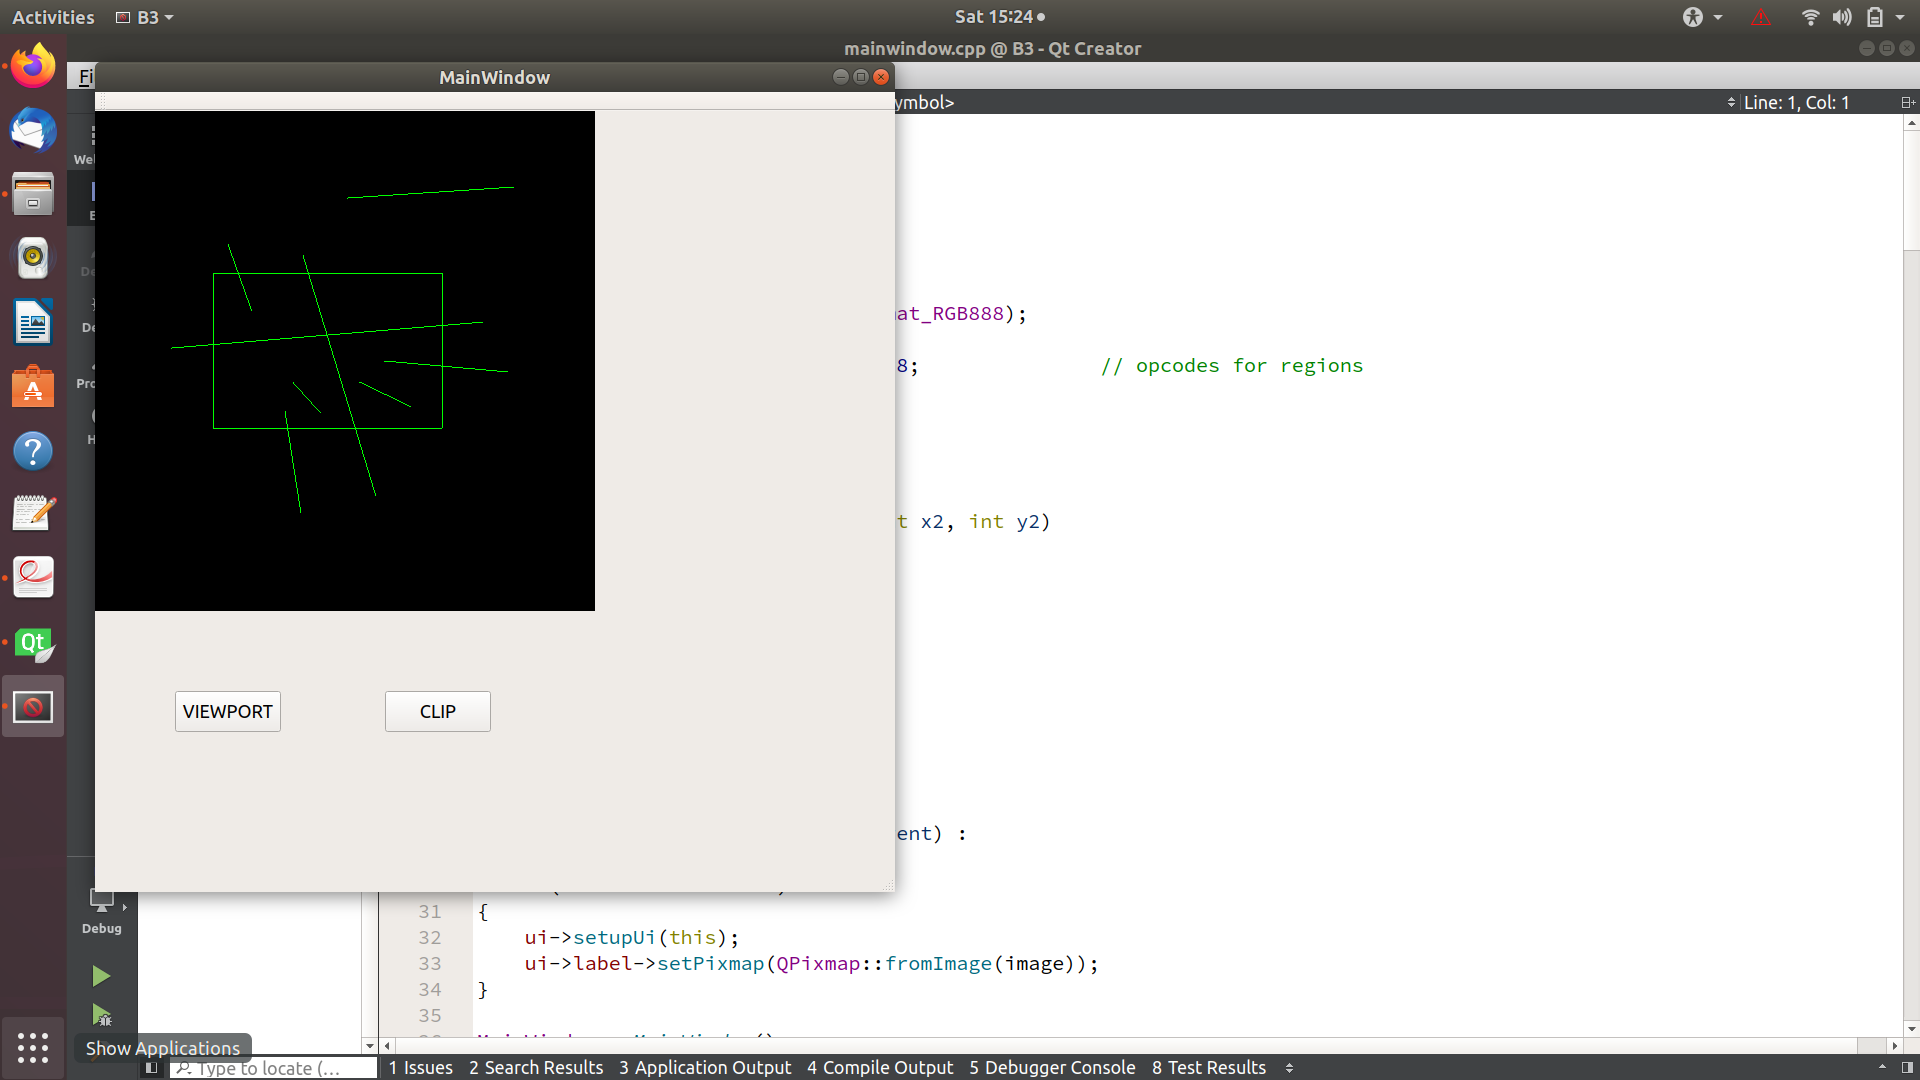 Activities B3 Sat 15:24
mainwindow.cpp @ B3 - Qt Creator
MainWindow
ymbol> Line: 1, Col: 1
at_RGB888);
8; // opcodes for regions
t x2, int y2)
ent) :
VIEWPORT CLIP
Debug
31 {
32 ui->setupUi(this);
33 ui->label->setPixmap(QPixmap::fromImage(image));
34 }
35
Show Applications
Type to locate (...
1 Issues 2 Search Results 3 Application Output 4 Compile Output 5 Debugger Console 8 Test Results